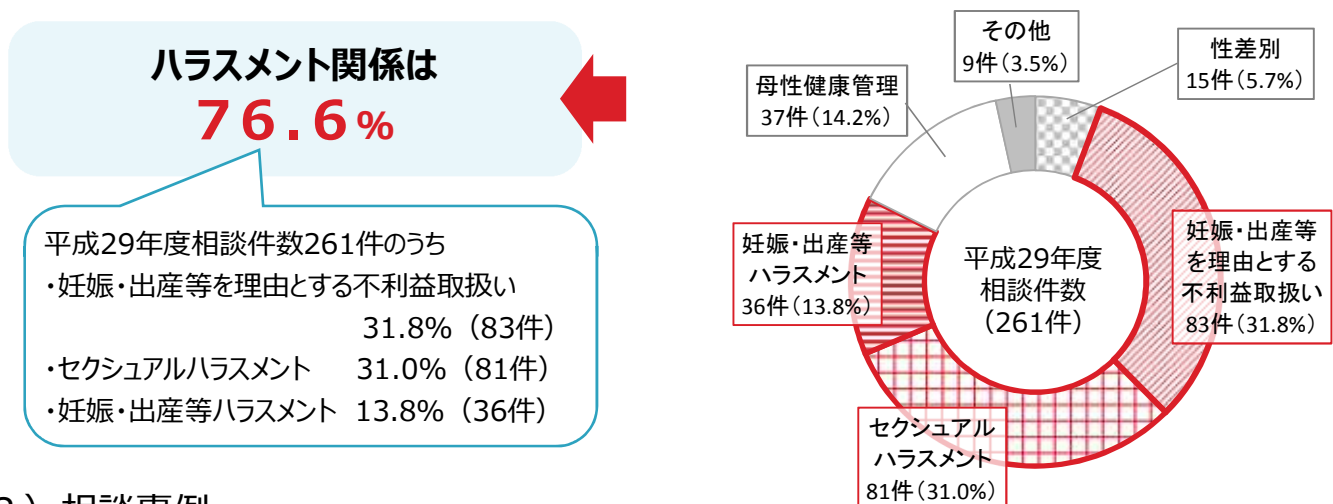 ハラスメント関係は
７６.６％
平成29年度相談件数261件のうち
・妊娠・出産等を理由とする不利益取扱い
31.8%（83件）
・セクシュアルハラスメント　31.0%（81件）
・妊娠・出産等ハラスメント 13.8%（36件）
その他
9件（3.5%）
性差別
15件（5.7%）
母性健康管理
37件（14.2%）
妊娠・出産等
ハラスメント
36件（13.8%）
平成29年度
相談件数
（261件）
妊娠・出産等
を理由とする
不利益取扱い
83件（31.8%）
セクシュアル
ハラスメント
81件（31.0%）
）相談事例